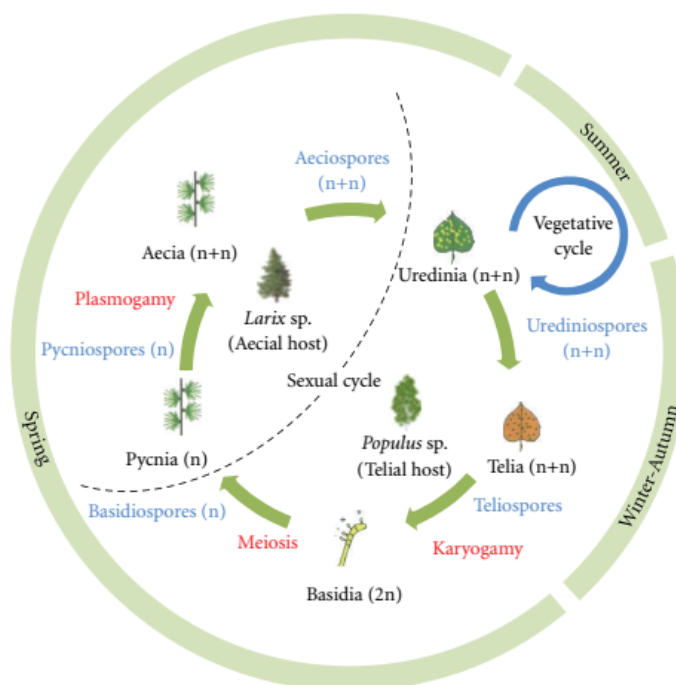 Aeciospores
(n+n)
Summer
Vegetative
cycle
Aecia (n+n)
Uredinia (n+n)
Plasmogamy
Larix sp.
(Aecial host)
Urediniospores
(n+n)
Pycniospores (n)
Sexual cycle
Spring
Populus sp.
(Telial host)
Pycnia (n)
Telia (n+n)
Winter-Autumn
Basidiospores (n)
Teliospores
Meiosis
Karyogamy
Basidia (2n)